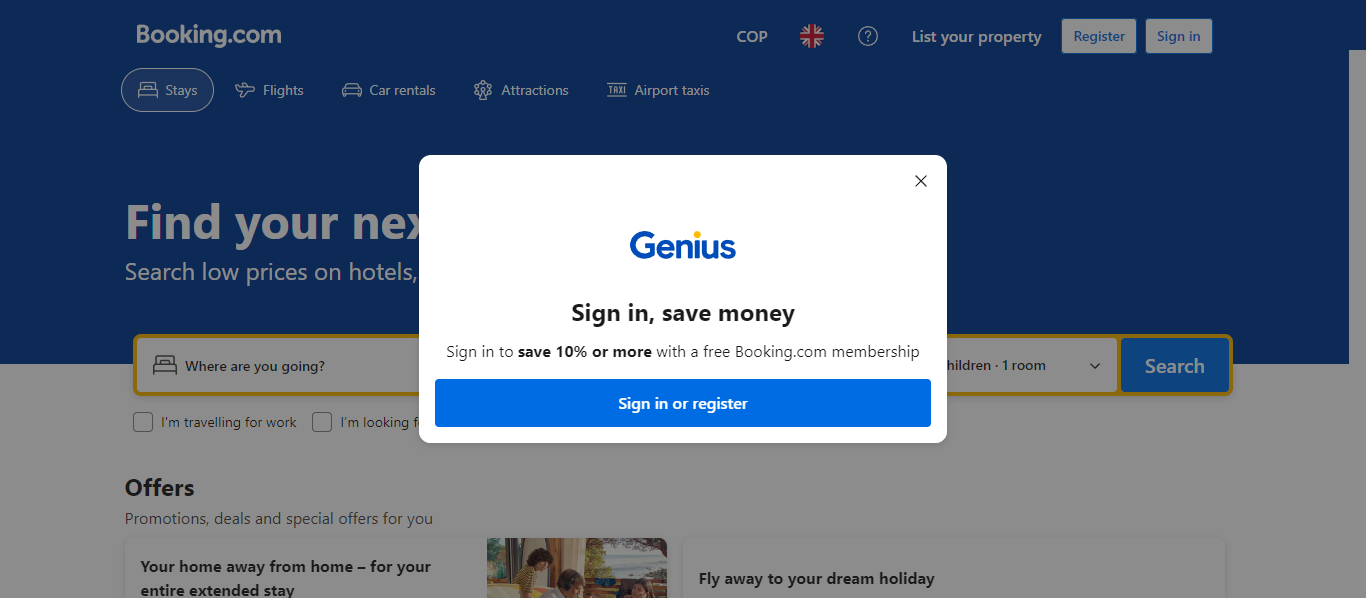 Booking.com
COP
List your property
Register
Sign in
Stays
Flights
Car rentals
Attractions
TAXI
Airport taxis
Find your nex
Search low prices on hotels,
Genius
Sign in, save money
Sign in to save 10% or more with a free Booking.com membership
Sign in or register
Where are you going?
hildren · 1 room
Search
I'm travelling for work
I'm looking f
Offers
Promotions, deals and special offers for you
Your home away from home – for your
entire extended stay
Fly away to your dream holiday